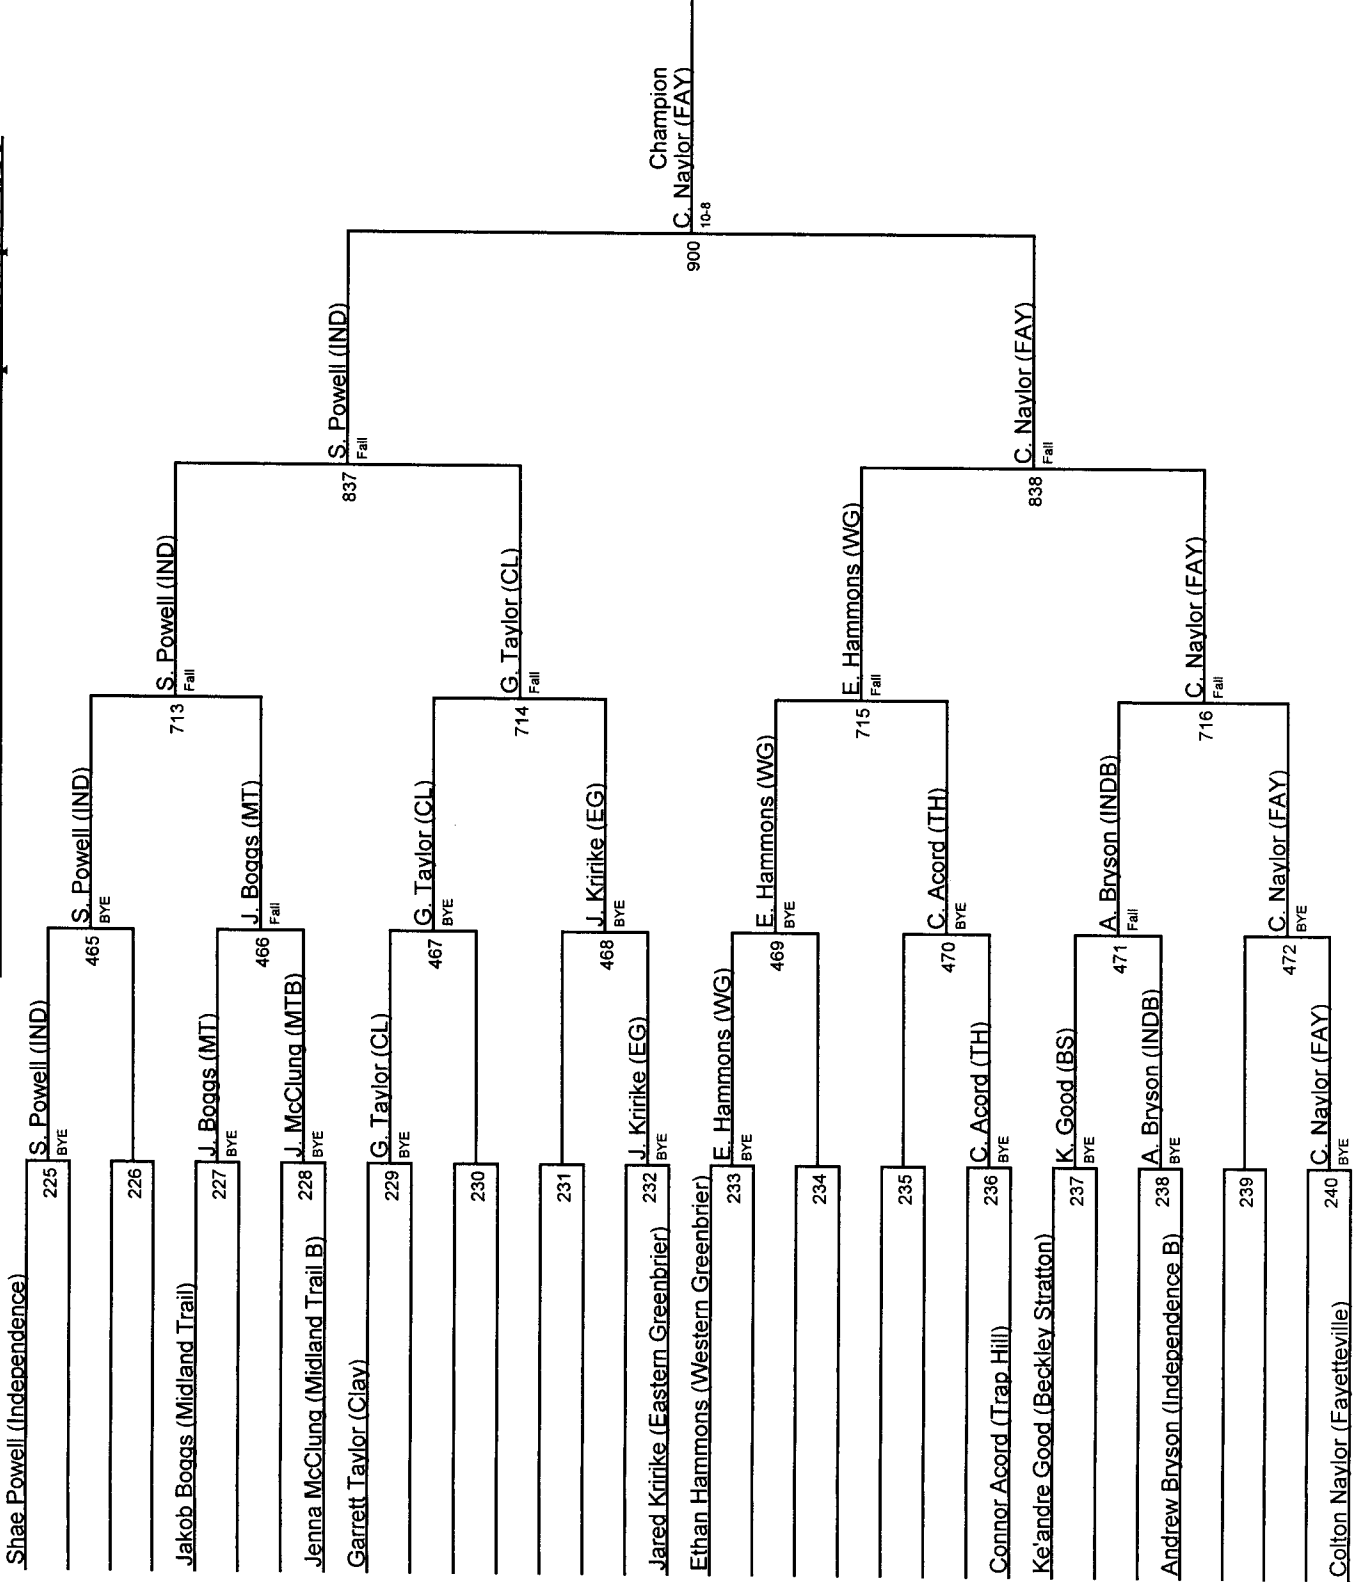 Shae Powell (Independence)
225
S. Powell (IND)
BYE
226
465
S. Powell (IND)
BYE
Jakob Boggs (Midland Trail)
227
J. Boggs (MT)
BYE
Jenna McClung (Midland Trail B)
228
J. McClung (MTB)
BYE
466
J. Boggs (MT)
Fall
713
S. Powell (IND)
Fall
Garrett Taylor (Clay)
229
G. Taylor (CL)
BYE
230
467
G. Taylor (CL)
BYE
231
Jared Kririke (Eastern Greenbrier)
232
J. Kririke (EG)
BYE
468
J. Kririke (EG)
BYE
714
G. Taylor (CL)
Fall
837
S. Powell (IND)
Fall
Ethan Hammons (Western Greenbrier)
233
E. Hammons (WG)
BYE
234
469
E. Hammons (WG)
BYE
235
Connor Acord (Trap Hill)
236
C. Acord (TH)
BYE
470
C. Acord (TH)
BYE
715
E. Hammons (WG)
Fall
Ke'andre Good (Beckley Stratton)
237
K. Good (BS)
BYE
Andrew Bryson (Independence B)
238
A. Bryson (INDB)
BYE
471
A. Bryson (INDB)
Fall
239
Colton Naylor (Fayetteville)
240
C. Naylor (FAY)
BYE
472
C. Naylor (FAY)
BYE
716
C. Naylor (FAY)
Fall
838
C. Naylor (FAY)
Fall
900
Champion
C. Naylor (FAY)
10-8